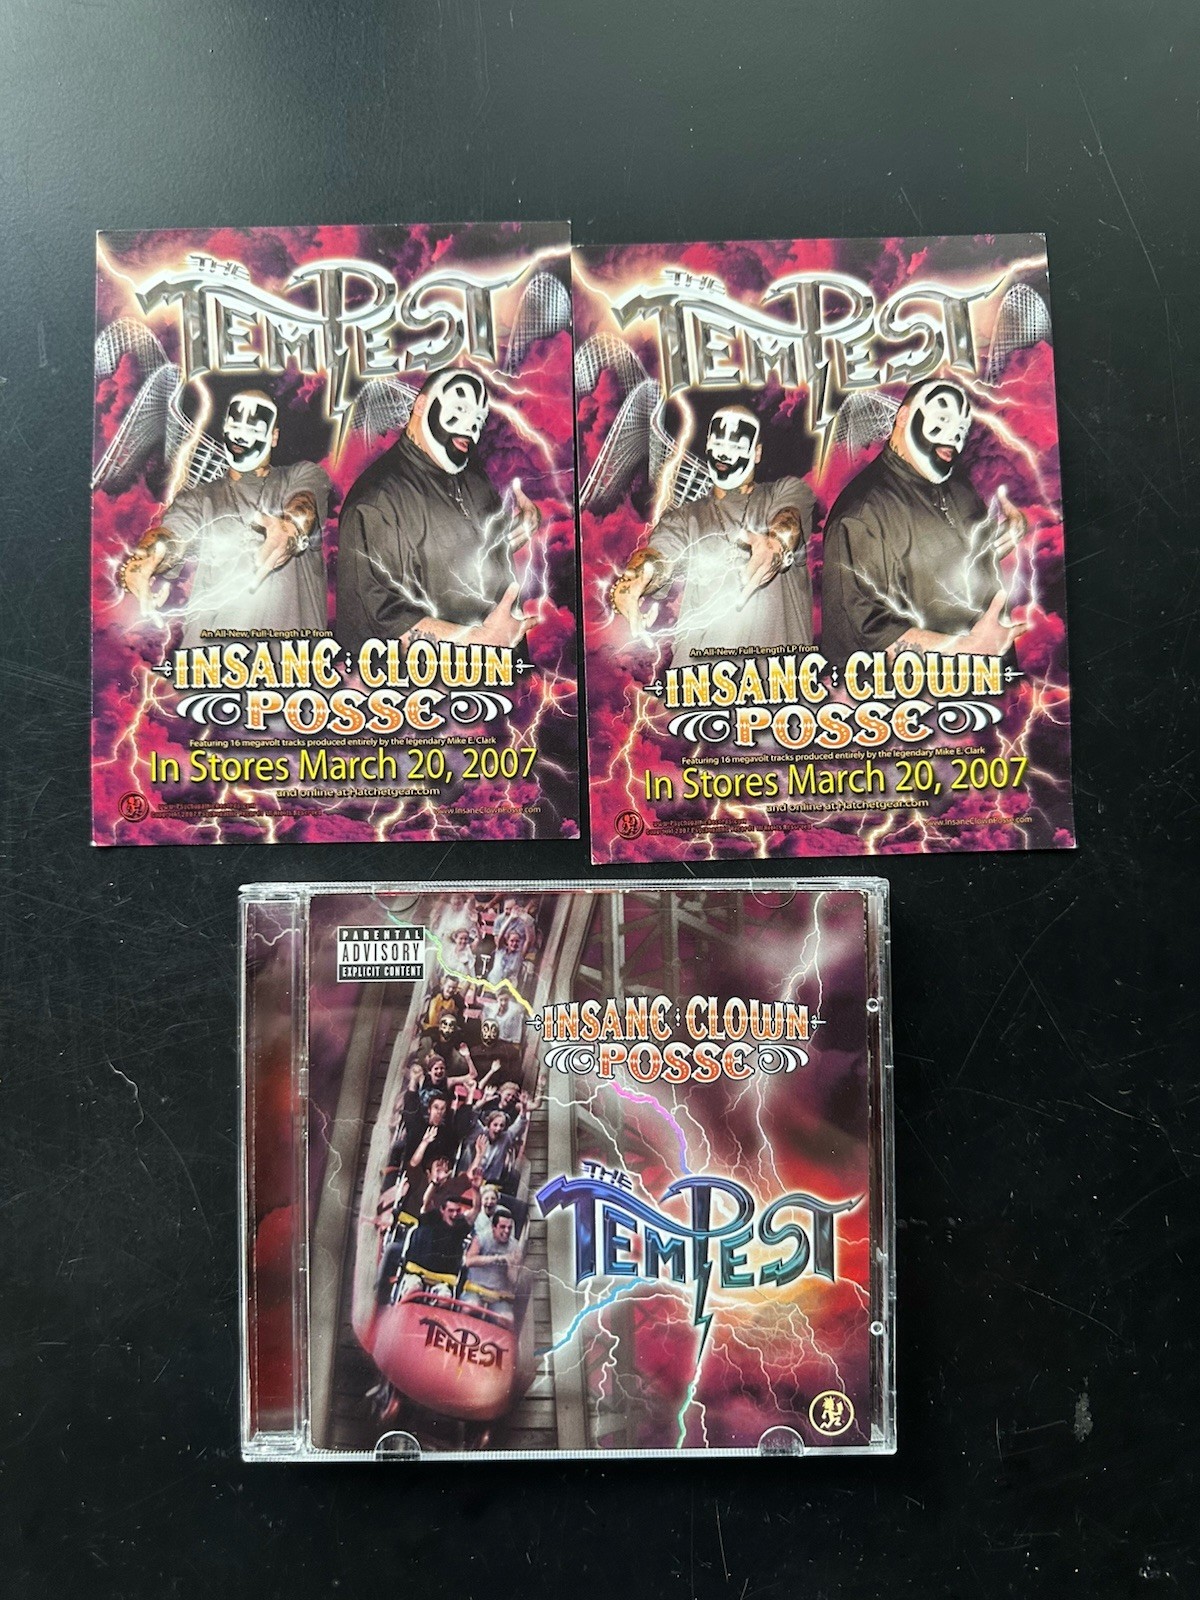 THE
TEMPEST
An All-New, Full-Length LP from
INSANE CLOWN
POSSE
Featuring 16 megavolt tracks produced entirely by the legendary Mike E. Clark
In Stores March 20, 2007
and online at Hatchetgear.com
www.InsaneClownPosse.com
THE
TEMPEST
An All-New, Full-Length LP from
INSANE CLOWN
POSSE
Featuring 16 megavolt tracks produced entirely by the legendary Mike E. Clark
In Stores March 20, 2007
and online at Hatchetgear.com
www.InsaneClownPosse.com
PARENTAL
ADVISORY
EXPLICIT CONTENT
INSANE CLOWN
POSSE
THE
TEMPEST
TEMPEST